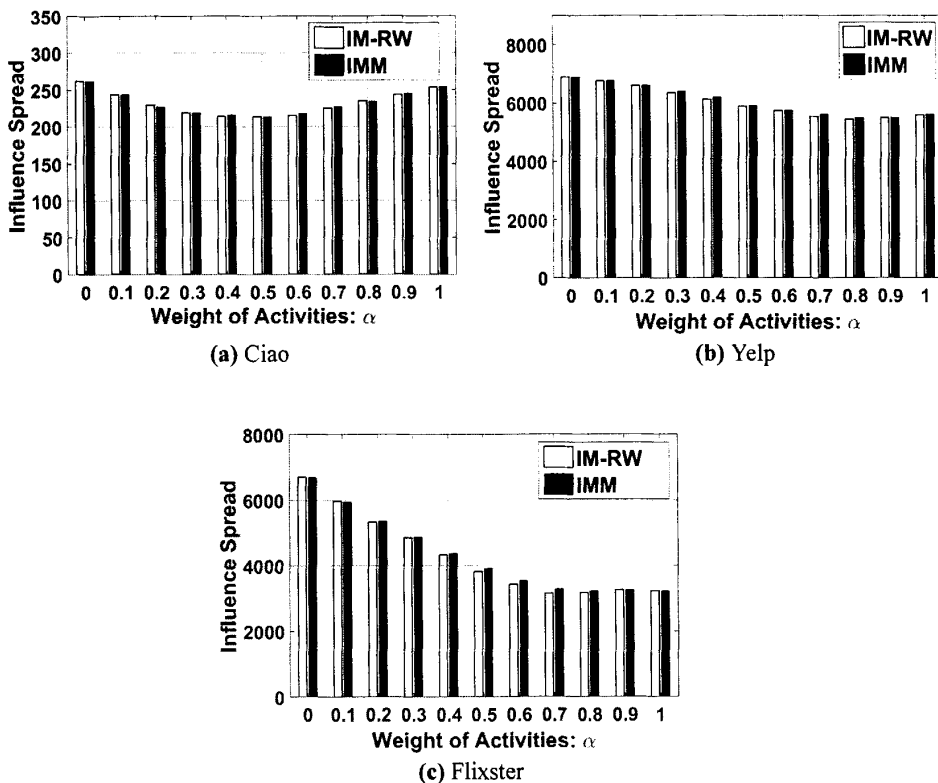 350
300
250
200
150
100
50
0
Influence Spread
IM-RW
IMM
0 0.1 0.2 0.3 0.4 0.5 0.6 0.7 0.8 0.9 1
Weight of Activities: α
(a) Ciao
8000
6000
4000
2000
0
Influence Spread
IM-RW
IMM
0 0.1 0.2 0.3 0.4 0.5 0.6 0.7 0.8 0.9 1
Weight of Activities: α
(b) Yelp
8000
6000
4000
2000
0
Influence Spread
IM-RW
IMM
0 0.1 0.2 0.3 0.4 0.5 0.6 0.7 0.8 0.9 1
Weight of Activities: α
(c) Flixster